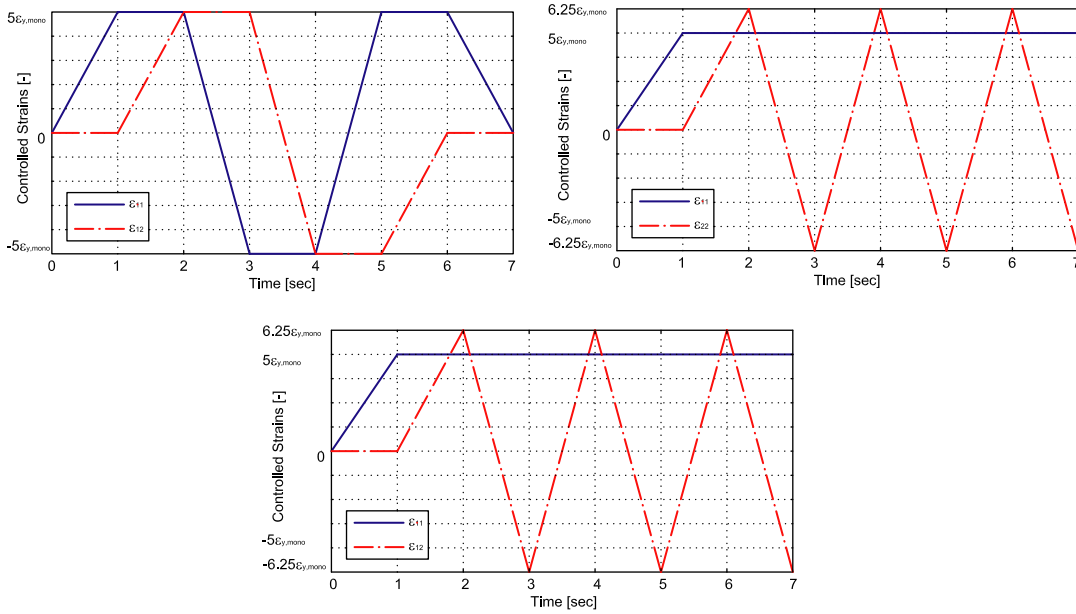 5εy,mono
0
-5εy,mono
Controlled Strains [-]
ε11
ε12
0 1 2 3 4 5 6 7
Time [sec]
6.25εy,mono
5εy,mono
0
-5εy,mono
-6.25εy,mono
Controlled Strains [-]
ε11
ε22
0 1 2 3 4 5 6 7
TIme [sec]
6.25εy,mono
5εy,mono
0
-5εy,mono
-6.25εy,mono
Controlled Strains [-]
ε11
ε12
0 1 2 3 4 5 6 7
Time [sec]